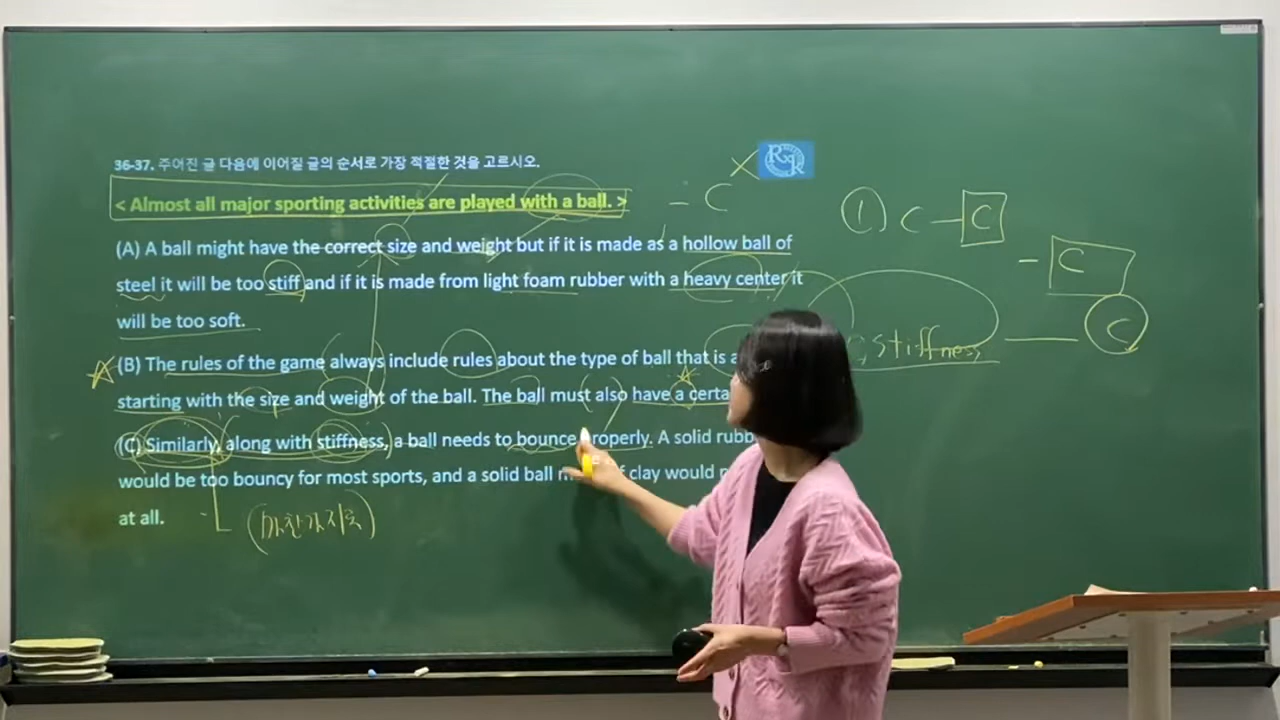 36-37. 주어진 글 다음에 이어질 글의 순서로 가장 적절한 것을 고르시오.
< Almost all major sporting activities are played with a ball. >
(A) A ball might have the correct size and weight but if it is made as a hollow ball of
steel it will be too stiff and if it is made from light foam rubber with a heavy center it
will be too soft.
(B) The rules of the game always include rules about the type of ball that is
starting with the size and weight of the ball. The ball must also have a
(C) Similarly, along with stiffness, a ball needs to bounce properly. A solid
would be too bouncy for most sports, and a solid ball clay would
at all.
(마찬가지로)
- C X
① C - C
- C
stiffness C